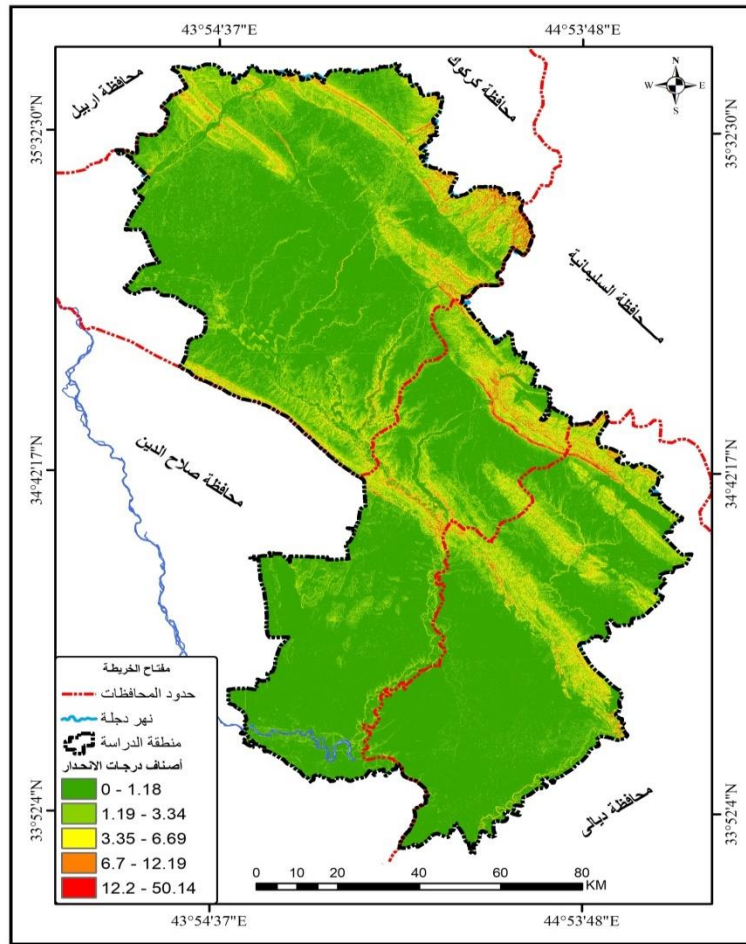 43°54'37"E
44°53'48"E
محافظة اربيل
محافظة كركوك
N
W
E
S
35°32'30"N
35°32'30"N
محافظة السليمانية
34°42'17"N
34°42'17"N
محافظة صلاح الدين
مفتاح الخريطة
حدود المحافظات
نهر دجلة
منطقة الدراسة
أصناف درجات الانحدار
0 - 1.18
1.19 - 3.34
3.35 - 6.69
6.7 - 12.19
12.2 - 50.14
محافظة ديالى
33°52'4"N
33°52'4"N
0 10 20 40 60 80
KM
43°54'37"E
44°53'48"E